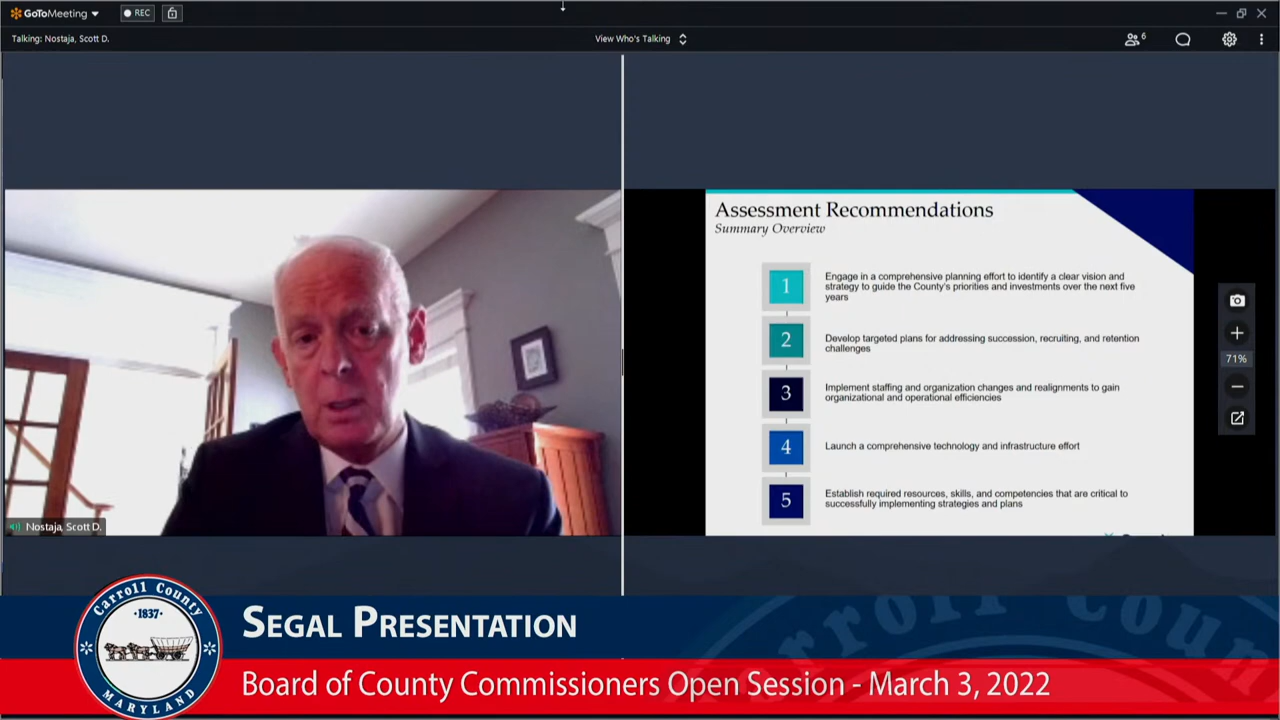 GoToMeeting
REC
Talking: Nostaja, Scott D.
View Who's Talking
6
Assessment Recommendations
Summary Overview
1
Engage in a comprehensive planning effort to identify a clear vision and
strategy to guide the County's priorities and investments over the next five
years
2
Develop targeted plans for addressing succession, recruiting, and retention
challenges
3
Implement staffing and organization changes and realignments to gain
organizational and operational efficiencies
4
Launch a comprehensive technology and infrastructure effort
5
Establish required resources, skills, and competencies that are critical to
successfully implementing strategies and plans
71%
Nostaja, Scott D.
Carroll County
·1837·
MARYLAND
SEGAL PRESENTATION
Board of County Commissioners Open Session - March 3, 2022